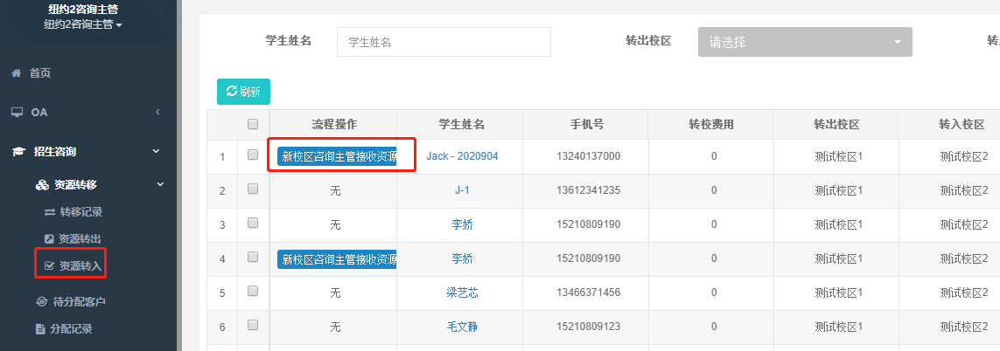 纽约2咨询主管
纽约2咨询主管
首页
OA
招生咨询
资源转移
转移记录
资源转出
资源转入
待分配客户
分配记录
学生姓名 学生姓名 转出校区 请选择 转
刷新
流程操作 学生姓名 手机号 转校费用 转出校区 转入校区
1 新校区咨询主管接收资源 Jack - 2020904 13240137000 0 测试校区1 测试校区2
2 无 J-1 13612341235 0 测试校区1 测试校区2
3 无 李娇 15210809190 0 测试校区1 测试校区2
4 新校区咨询主管接收资源 李娇 15210809190 0 测试校区1 测试校区2
5 无 梁艺芯 13466371456 0 测试校区1 测试校区2
6 无 毛文静 15210809123 0 测试校区1 测试校区2